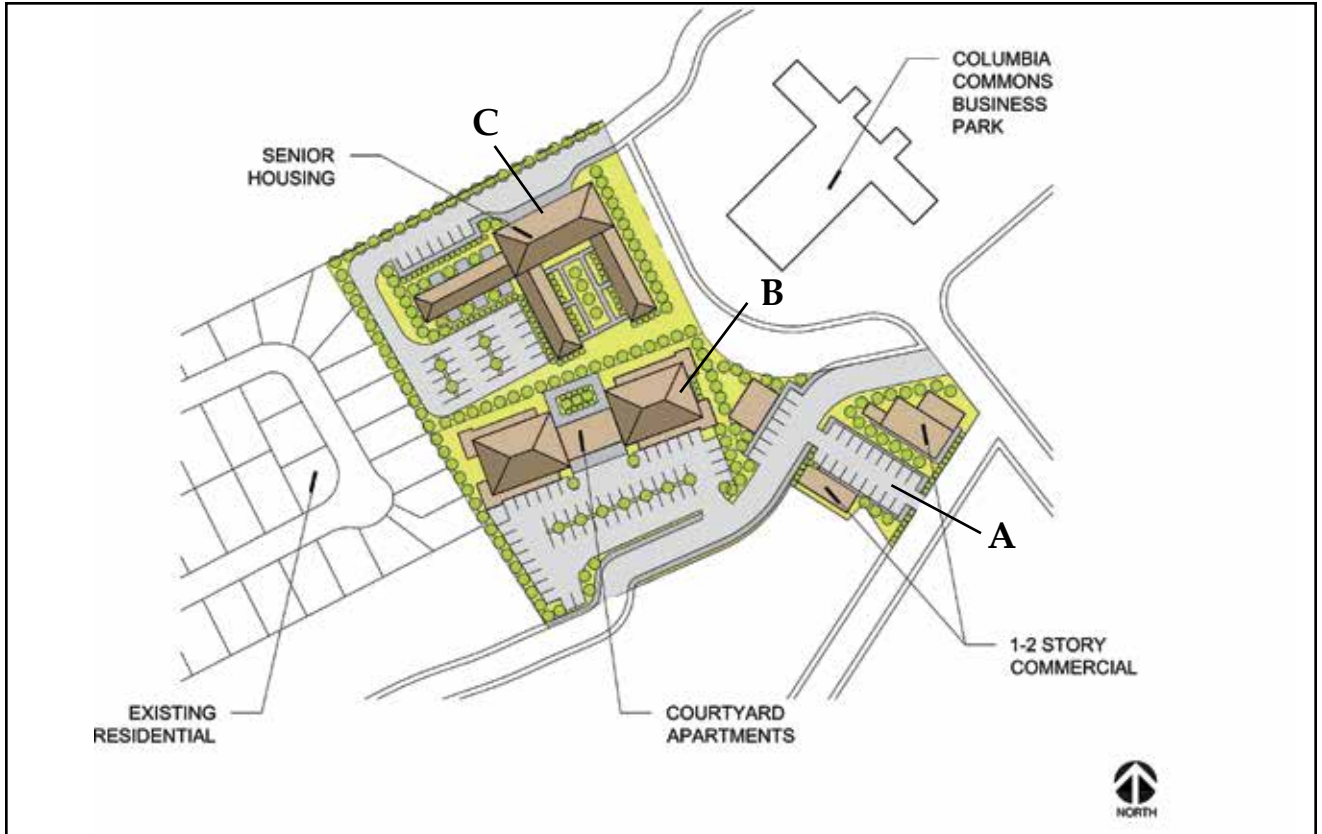 COLUMBIA
COMMONS
BUSINESS
PARK
C
SENIOR
HOUSING
B
A
1-2 STORY
COMMERCIAL
EXISTING
RESIDENTIAL
COURTYARD
APARTMENTS
NORTH